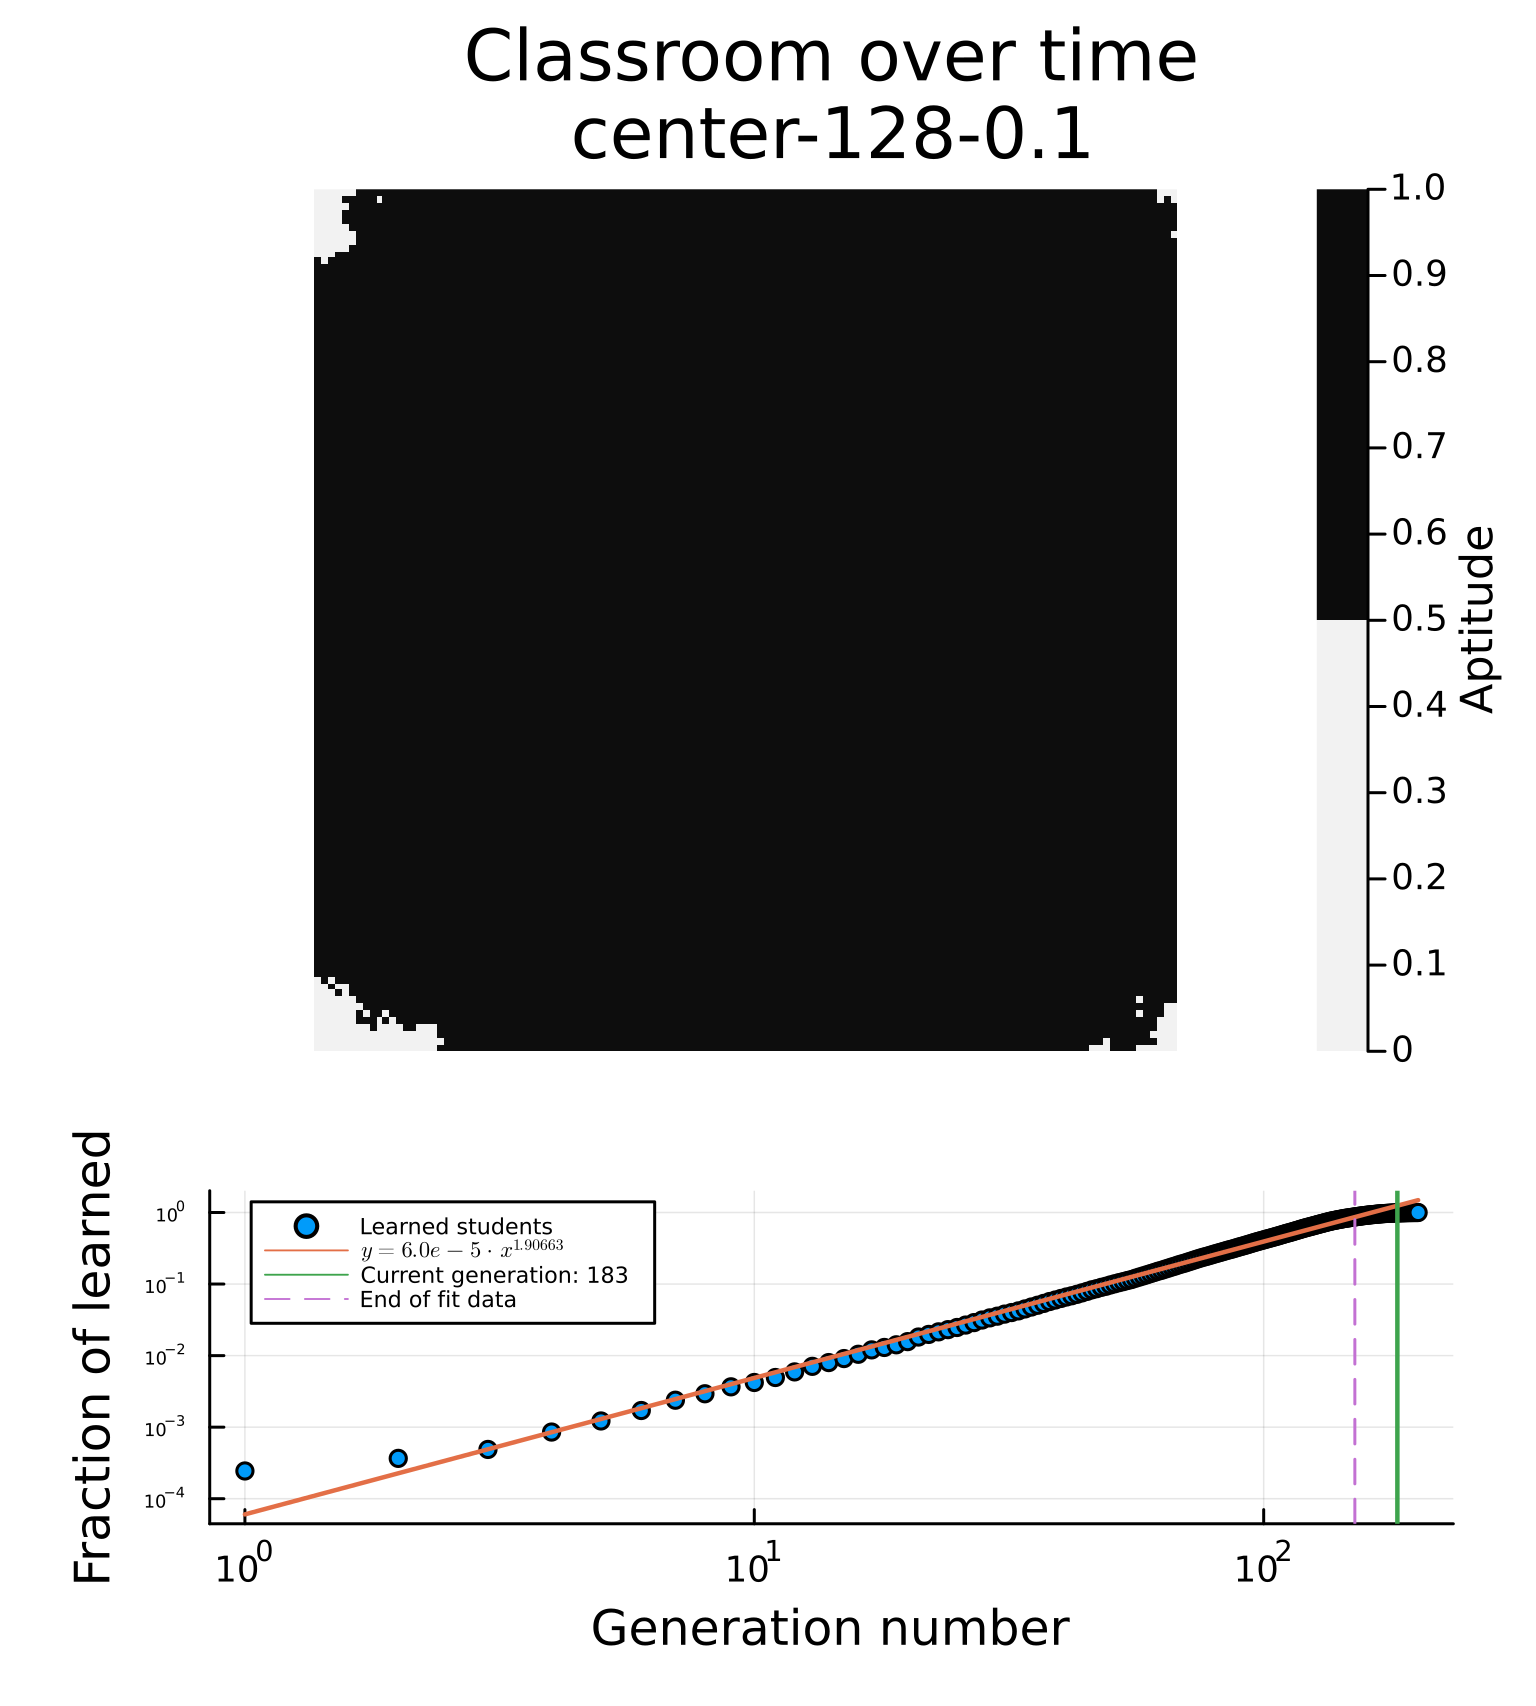 Classroom over time
center-128-0.1
1.0
0.9
0.8
0.7
0.6
0.5
0.4
0.3
0.2
0.1
0
Aptitude
Fraction of learned
10⁰
10⁻¹
10⁻²
10⁻³
10⁻⁴
Learned students
y = 6.0e − 5 · x^1.90663
Current generation: 183
End of fit data
10⁰
10¹
10²
Generation number